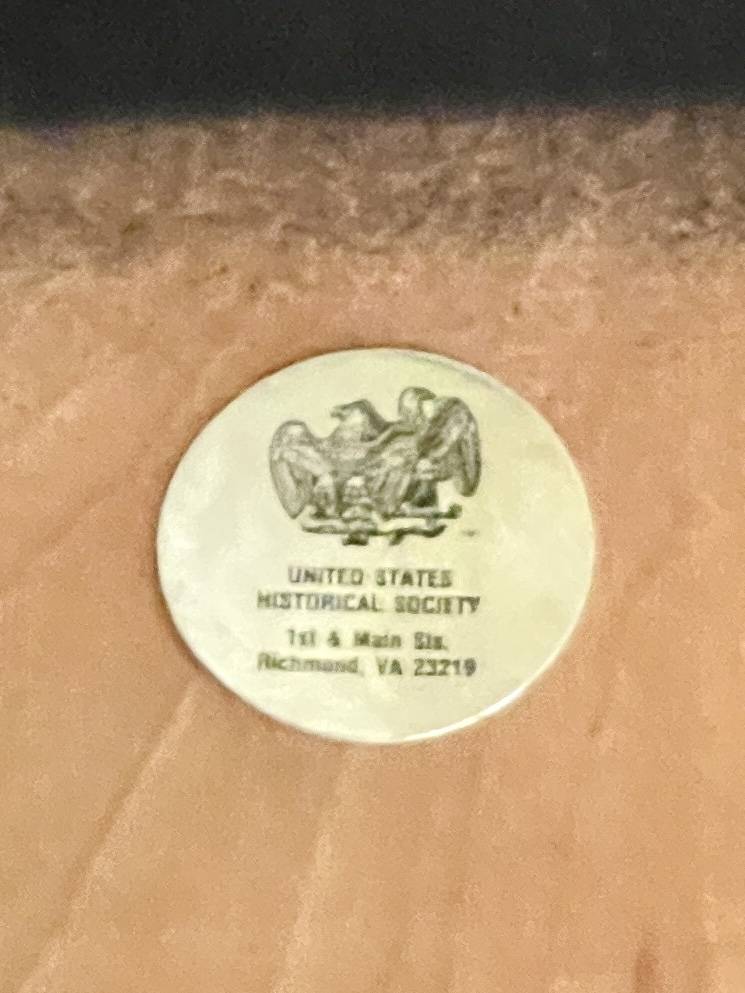 UNITED STATES
HISTORICAL SOCIETY
1st & Main Sts.
Richmond, VA 23219